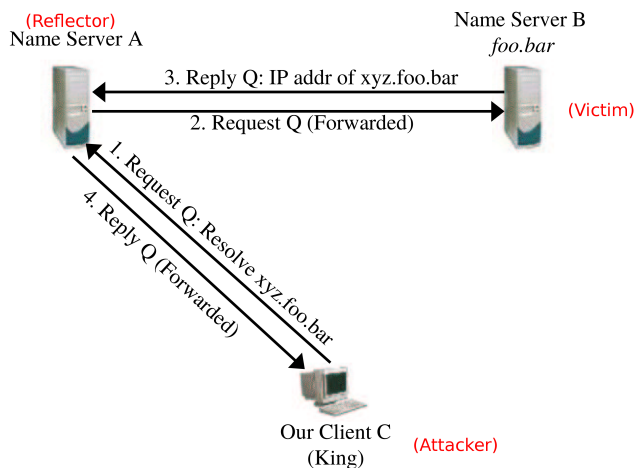 (Reflector)
Name Server A
Name Server B
foo.bar
3. Reply Q: IP addr of xyz.foo.bar
2. Request Q (Forwarded)
(Victim)
1. Request Q: Resolve xyz.foo.bar
4. Reply Q (Forwarded)
Our Client C
(King)
(Attacker)